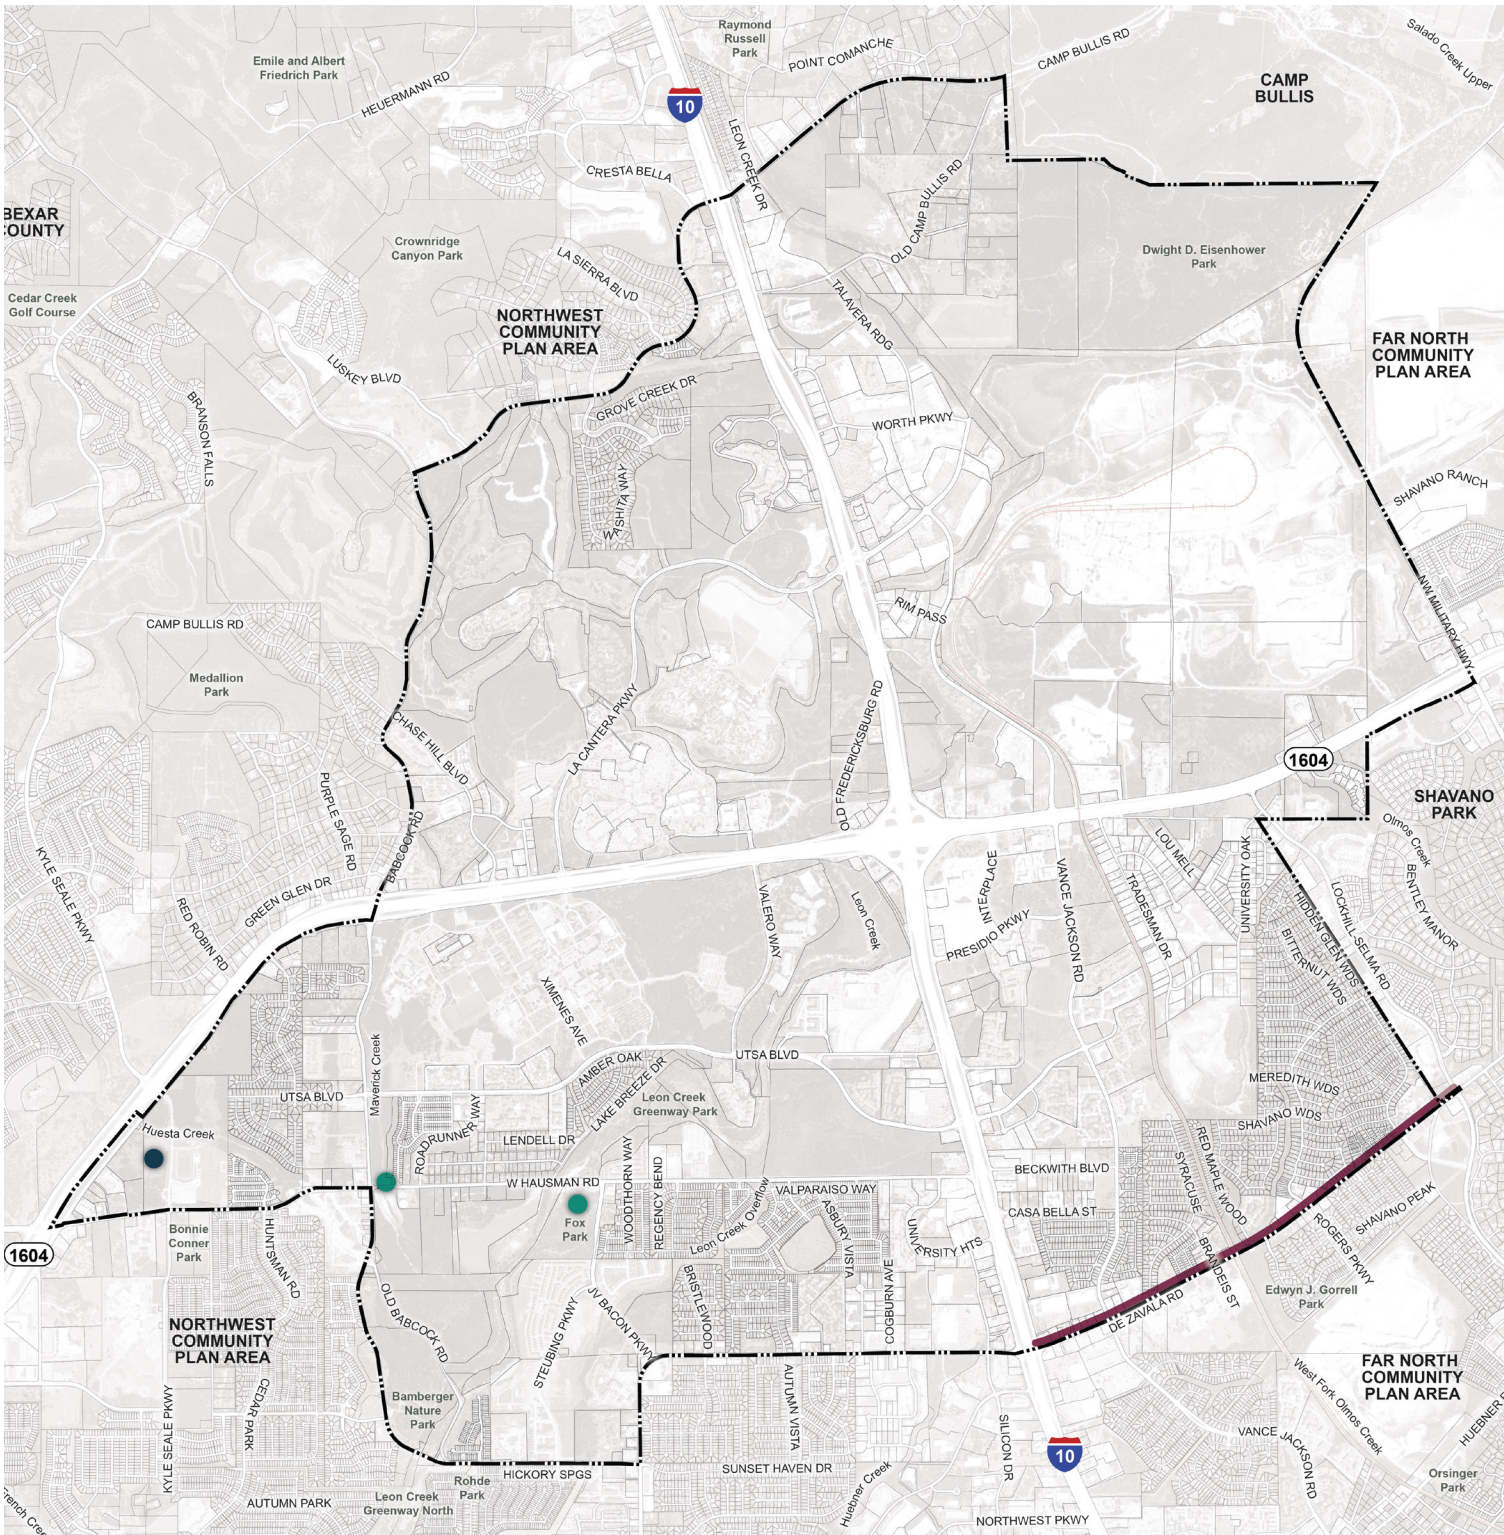 Raymond
Russell
Park
POINT COMANCHE
CAMP BULLIS RD
Salado Creek Upper
Emile and Albert
Friedrich Park
HEUERMANN RD
CAMP
BULLIS
10
LEON CREEK DR
CRESTA BELLA
OLD CAMP BULLIS RD
BEXAR
COUNTY
Crownridge
Canyon Park
LA SIERRA BLVD
Dwight D. Eisenhower
Park
Cedar Creek
Golf Course
NORTHWEST
COMMUNITY
PLAN AREA
TALAVERA RDG
FAR NORTH
COMMUNITY
PLAN AREA
LUSKEY BLVD
GROVE CREEK DR
BRANSON FALLS
WORTH PKWY
WASHITA WAY
SHAVANO RANCH
NW MILITARY HWY
RIM PASS
CAMP BULLIS RD
Medallion
Park
CHASE HILL BLVD
LA CANTERA PKWY
OLD FREDERICKSBURG RD
1604
PURPLE SAGE RD
BABCOCK RD
SHAVANO
PARK
Olmos Creek
KYLE SEALE PKWY
GREEN GLEN DR
RED ROBIN RD
VALERO WAY
Leon Creek
INTERPLACE
PRESIDIO PKWY
VANCE JACKSON RD
TRADESMAN DR
LOU MELL
UNIVERSITY OAK
HIDDEN GLEN WDS
BITTERNUT WDS
LOCKHILL-SELMA RD
BENTLEY MANOR
XIMENES AVE
Maverick Creek
UTSA BLVD
AMBER OAK
LAKE BREEZE DR
UTSA BLVD
Leon Creek
Greenway Park
MEREDITH WDS
SHAVANO WDS
Huesta Creek
ROADRUNNER WAY
LENDELL DR
WOODTHORN WAY
REGENCY BEND
W HAUSMAN RD
VALPARAISO WAY
Leon Creek Overflow
ASBURY VISTA
BECKWITH BLVD
CASA BELLA ST
SYRACUSE
RED MAPLE WOOD
ROGERS PKWY
SHAVANO PEAK
Fox
Park
Bonnie
Conner
Park
HUNTSMAN RD
UNIVERSITY HTS
1604
BRISTLEWOOD
COGBURN AVE
BRANDEIS ST
Edwyn J. Gorrell
Park
DE ZAVALA RD
OLD BABCOCK RD
STEUBING PKWY
JV BACON PKWY
NORTHWEST
COMMUNITY
PLAN AREA
FAR NORTH
COMMUNITY
PLAN AREA
West Fork Olmos Creek
KYLE SEALE PKWY
CEDAR PARK
Bamberger
Nature
Park
AUTUMN VISTA
SILICON DR
10
VANCE JACKSON RD
HUEBNER R
HICKORY SPGS
SUNSET HAVEN DR
Huebner Creek
Rohde
Park
Orsinger
Park
AUTUMN PARK
Leon Creek
Greenway North
French Cree
NORTHWEST PKWY